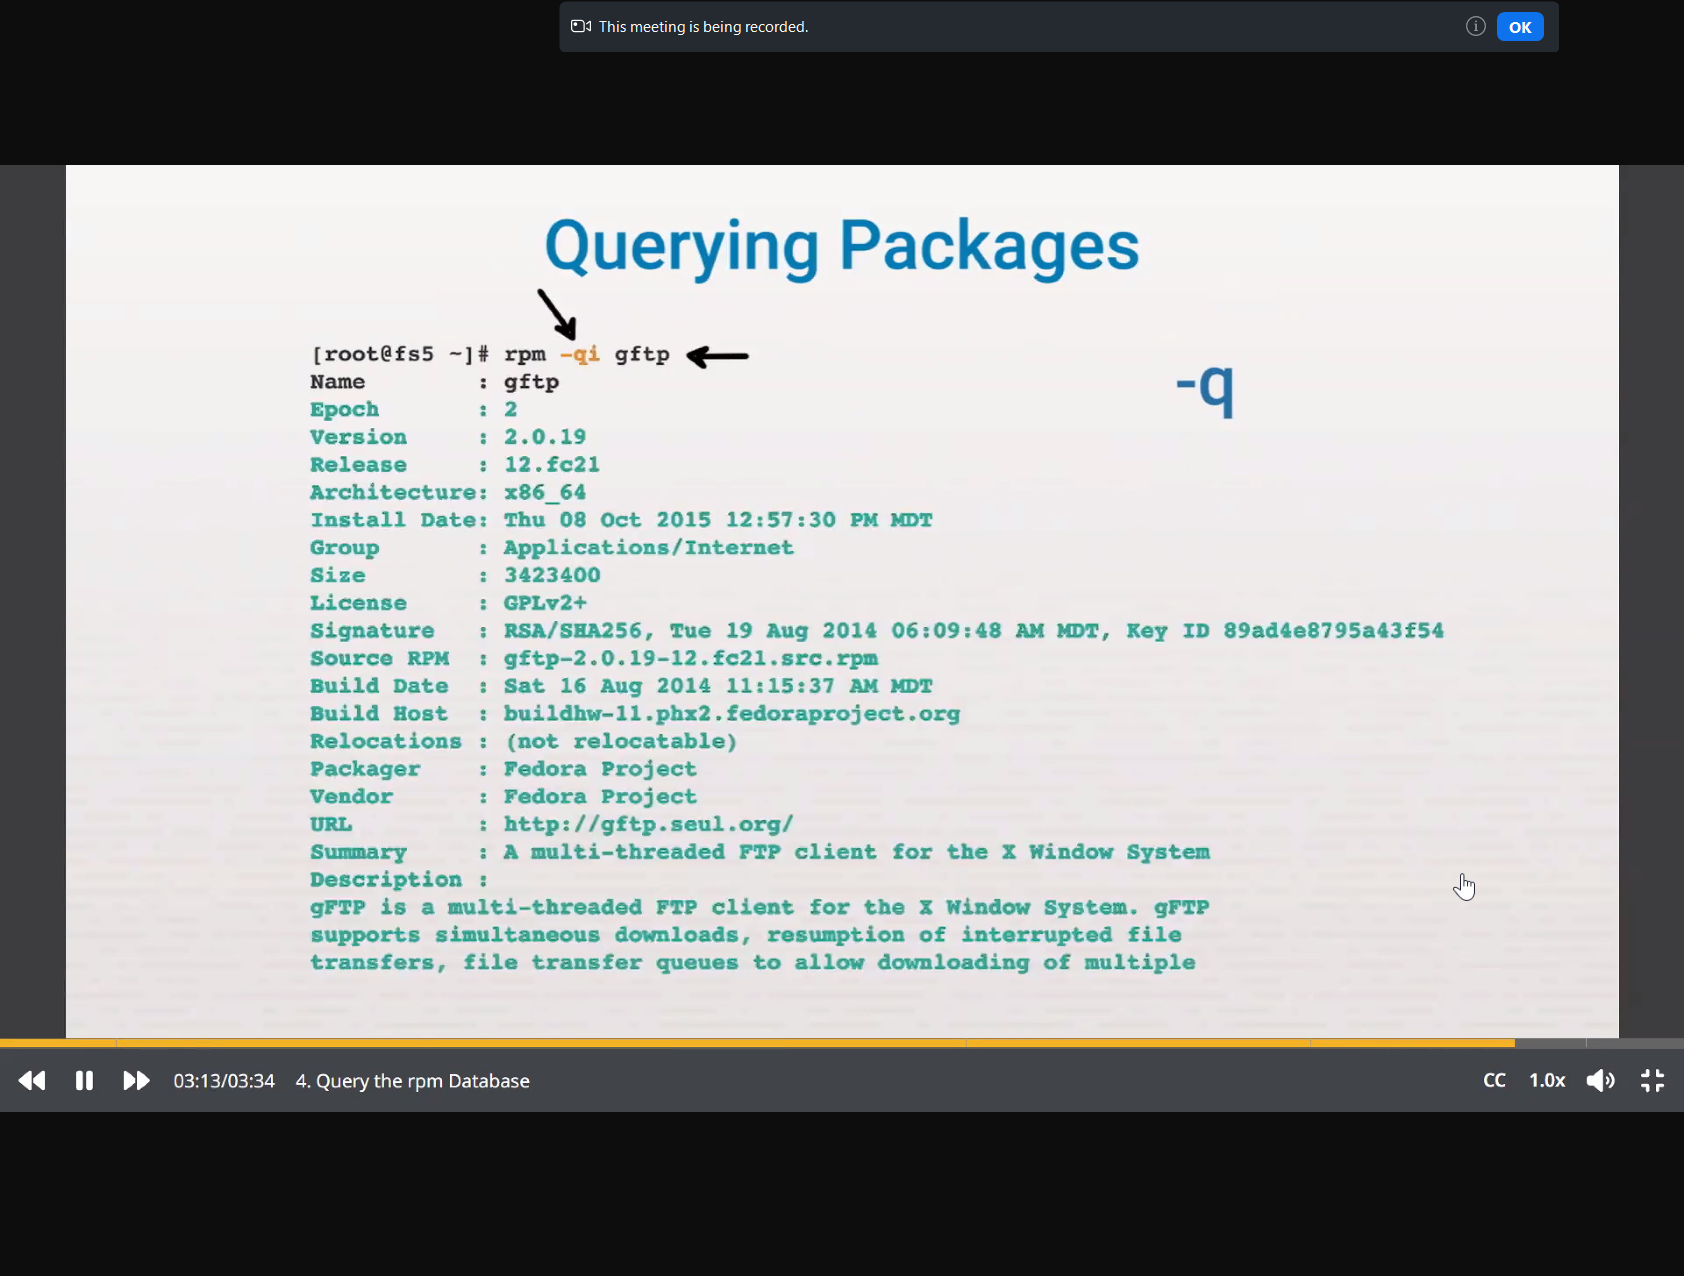 This meeting is being recorded.
OK
Querying Packages
[root@fs5 ~]# rpm -qi gftp
-q
Name : gftp
Epoch : 2
Version : 2.0.19
Release : 12.fc21
Architecture: x86_64
Install Date: Thu 08 Oct 2015 12:57:30 PM MDT
Group : Applications/Internet
Size : 3423400
License : GPLv2+
Signature : RSA/SHA256, Tue 19 Aug 2014 06:09:48 AM MDT, Key ID 89ad4e8795a43f54
Source RPM : gftp-2.0.19-12.fc21.src.rpm
Build Date : Sat 16 Aug 2014 11:15:37 AM MDT
Build Host : buildhw-11.phx2.fedoraproject.org
Relocations : (not relocatable)
Packager : Fedora Project
Vendor : Fedora Project
URL : http://gftp.seul.org/
Summary : A multi-threaded FTP client for the X Window System
Description :
gFTP is a multi-threaded FTP client for the X Window System. gFTP
supports simultaneous downloads, resumption of interrupted file
transfers, file transfer queues to allow downloading of multiple
03:13/03:34 4. Query the rpm Database
CC 1.0x